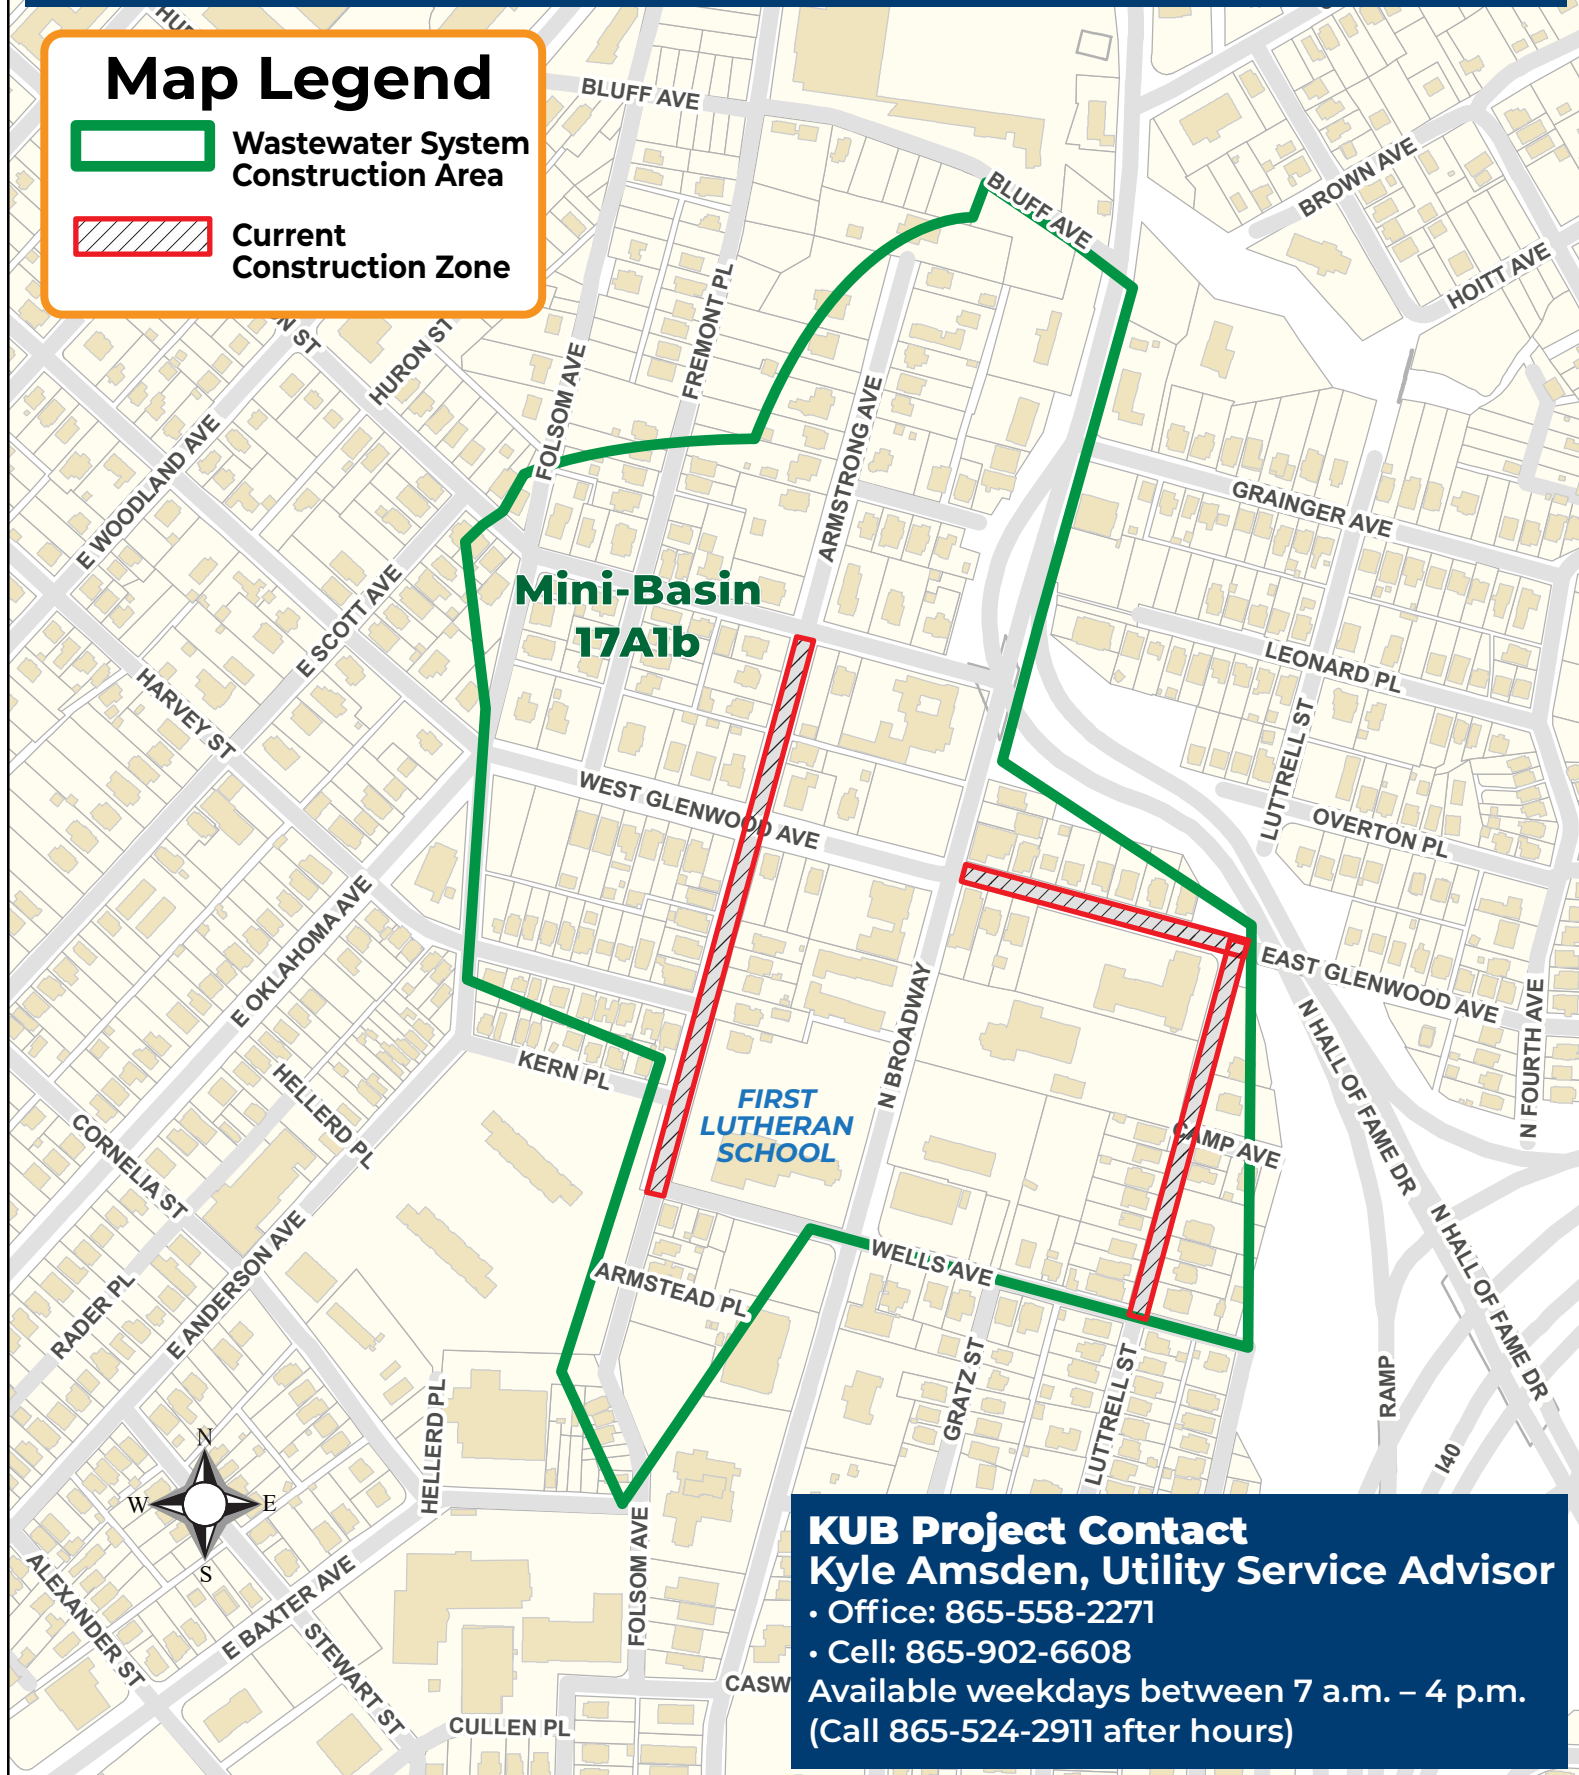 Map Legend
Wastewater System
Construction Area
Current
Construction Zone
BLUFF AVE
BLUFF AVE
BROWN AVE
HOITT AVE
HURON ST
FREMONT PL
FOLSOM AVE
ARMSTRONG AVE
E WOODLAND AVE
E SCOTT AVE
GRAINGER AVE
Mini-Basin
17A1b
LEONARD PL
HARVEY ST
LUTTRELL ST
WEST GLENWOOD AVE
OVERTON PL
E OKLAHOMA AVE
EAST GLENWOOD AVE
N BROADWAY
N HALL OF FAME DR
N FOURTH AVE
KERN PL
HELLERD PL
FIRST
LUTHERAN
SCHOOL
CAMP AVE
CORNELIA ST
N HALL OF FAME DR
WELLS AVE
ARMSTEAD PL
RADER PL
E ANDERSON AVE
GRATZ ST
LUTTRELL ST
RAMP
HELLERD PL
I40
N
W
E
S
FOLSOM AVE
ALEXANDER ST
E BAXTER AVE
STEWART ST
CASW
CULLEN PL
KUB Project Contact
Kyle Amsden, Utility Service Advisor
• Office: 865-558-2271
• Cell: 865-902-6608
Available weekdays between 7 a.m. – 4 p.m.
(Call 865-524-2911 after hours)